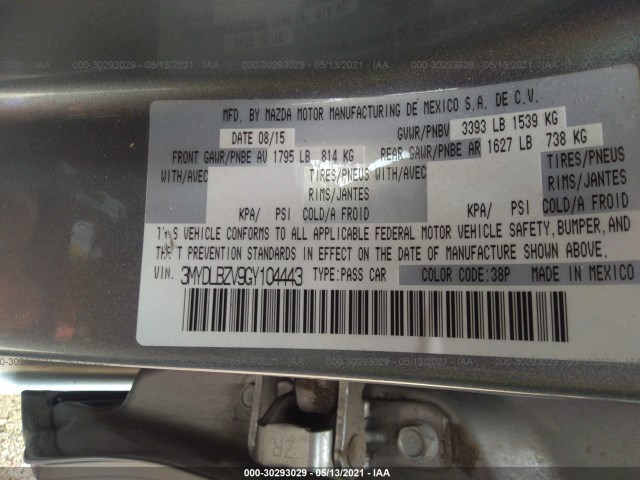 000-30293029 - 05/13/2021 - IAA
MFD. BY MAZDA MOTOR MANUFACTURING DE MEXICO S.A. DE C.V.
DATE 08/15 GVWR/PNBV 3393 LB 1539 KG
FRONT GAWR/PNBE AV 1795 LB 814 KG REAR GAWR/PNBE AR 1627 LB 738 KG
WITH/AVEC TIRES/PNEUS WITH/AVEC TIRES/PNEUS
RIMS/JANTES RIMS/JANTES
KPA/ PSI COLD/A FROID KPA/ PSI COLD/A FROID
VEHICLE CONFORMS TO ALL APPLICABLE FEDERAL MOTOR VEHICLE SAFETY,BUMPER,AND
T PREVENTION STANDARDS IN EFFECT ON THE DATE OF MANUFACTURE SHOWN ABOVE.
VIN. 3MYDLBZV9GY104443 TYPE:PASS CAR COLOR CODE:38P MADE IN MEXICO
ZR
000-30293029 - 05/13/2021 - IAA